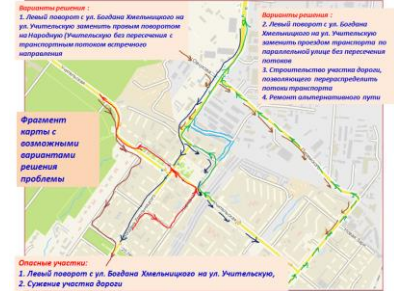 Варианты решения :
1. Левый поворот с ул. Богдана Хмельницкого на
ул. Учительскую заменить правым поворотом
на Народную (Учительскую без пересечения с
транспортным потоком встречного
направления
Варианты решения :
2. Левый поворот с ул. Богдана
Хмельницкого на ул. Учительскую
заменить проездом транспорта по
параллельной улице без пересечения
потоков
3. Строительство участка дороги,
позволяющего перераспределить
потоки транспорта
4. Ремонт альтернативного пути
Фрагмент
карты с
возможными
вариантами
решения
проблемы
Опасные участки:
1. Левый поворот с ул. Богдана Хмельницкого на ул. Учительскую,
2. Сужение участка дороги